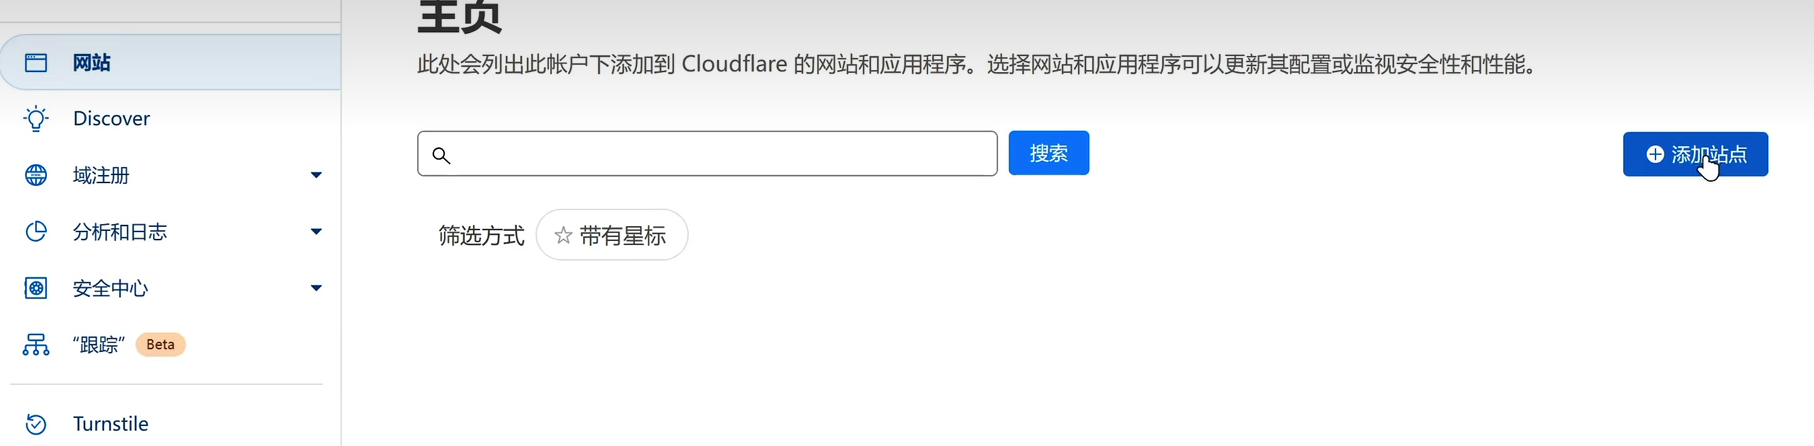 主页
网站
此处会列出此帐户下添加到 Cloudflare 的网站和应用程序。选择网站和应用程序可以更新其配置或监视安全性和性能。
Discover
搜索
添加站点
域注册
分析和日志
筛选方式
带有星标
安全中心
“跟踪” Beta
Turnstile